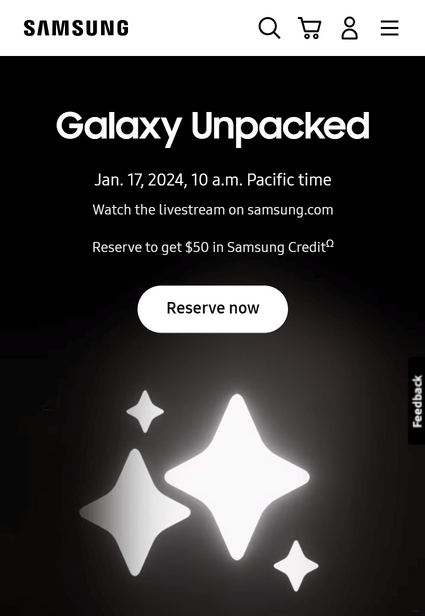 SAMSUNG
Galaxy Unpacked
Jan. 17, 2024, 10 a.m. Pacific time
Watch the livestream on samsung.com
Reserve to get $50 in Samsung CreditΩ
Reserve now
Feedback